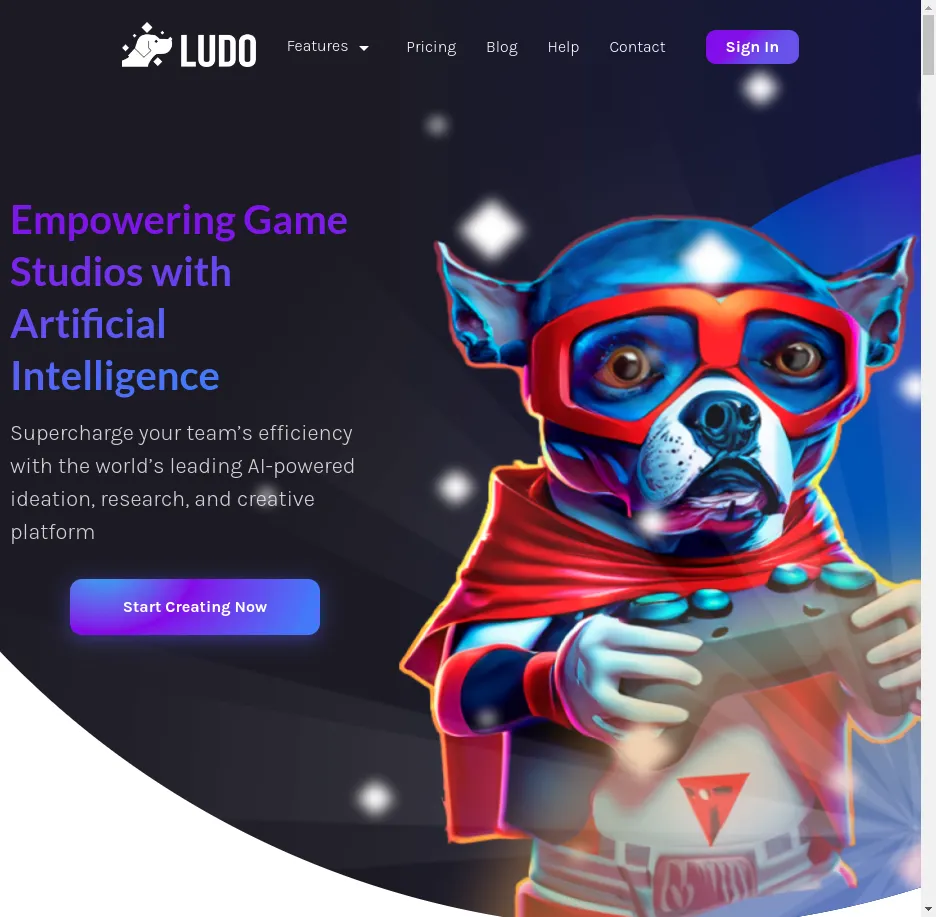 LUDO
Features
Pricing
Blog
Help
Contact
Sign In
Empowering Game
Studios with
Artificial
Intelligence
Supercharge your team’s efficiency
with the world’s leading AI-powered
ideation, research, and creative
platform
Start Creating Now